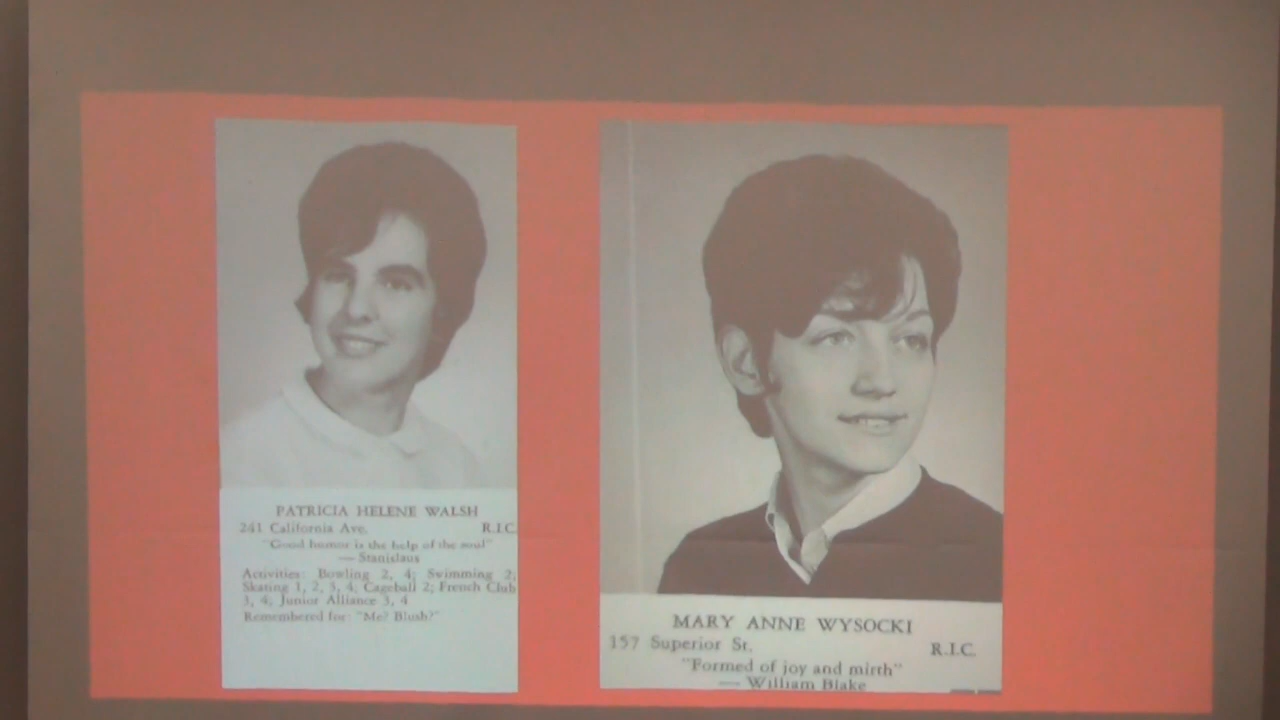 PATRICIA HELENE WALSH
241 California Ave. R.I.C.
"Good humor is the help of the soul"
— Stanislaus
Activities: Bowling 2, 4; Swimming 2;
Skating 1, 2, 3, 4; Cageball 2; French Club
3, 4; Junior Alliance 3, 4
Remembered for: "Me? Blush?"
MARY ANNE WYSOCKI
157 Superior St. R.I.C.
"Formed of joy and mirth"
— William Blake